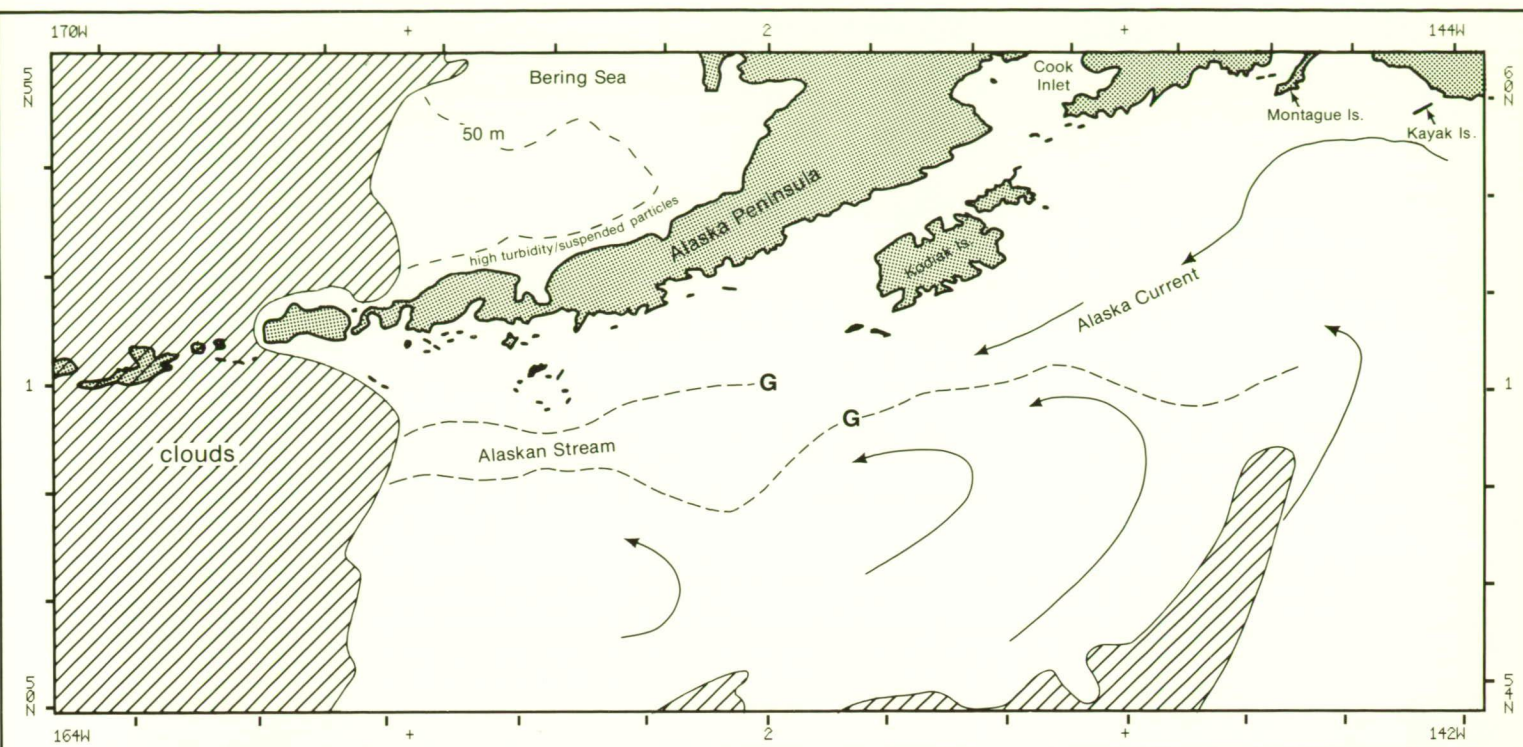 170W + 2 + 144W
55N
60N
Bering Sea
Cook
Inlet
Montague Is.
Kayak Is.
50 m
high turbidity/suspended particles
Alaska Peninsula
Kodiak Is.
Alaska Current
1
G
1
G
clouds
Alaskan Stream
50N
54N
164W + 2 + 142W